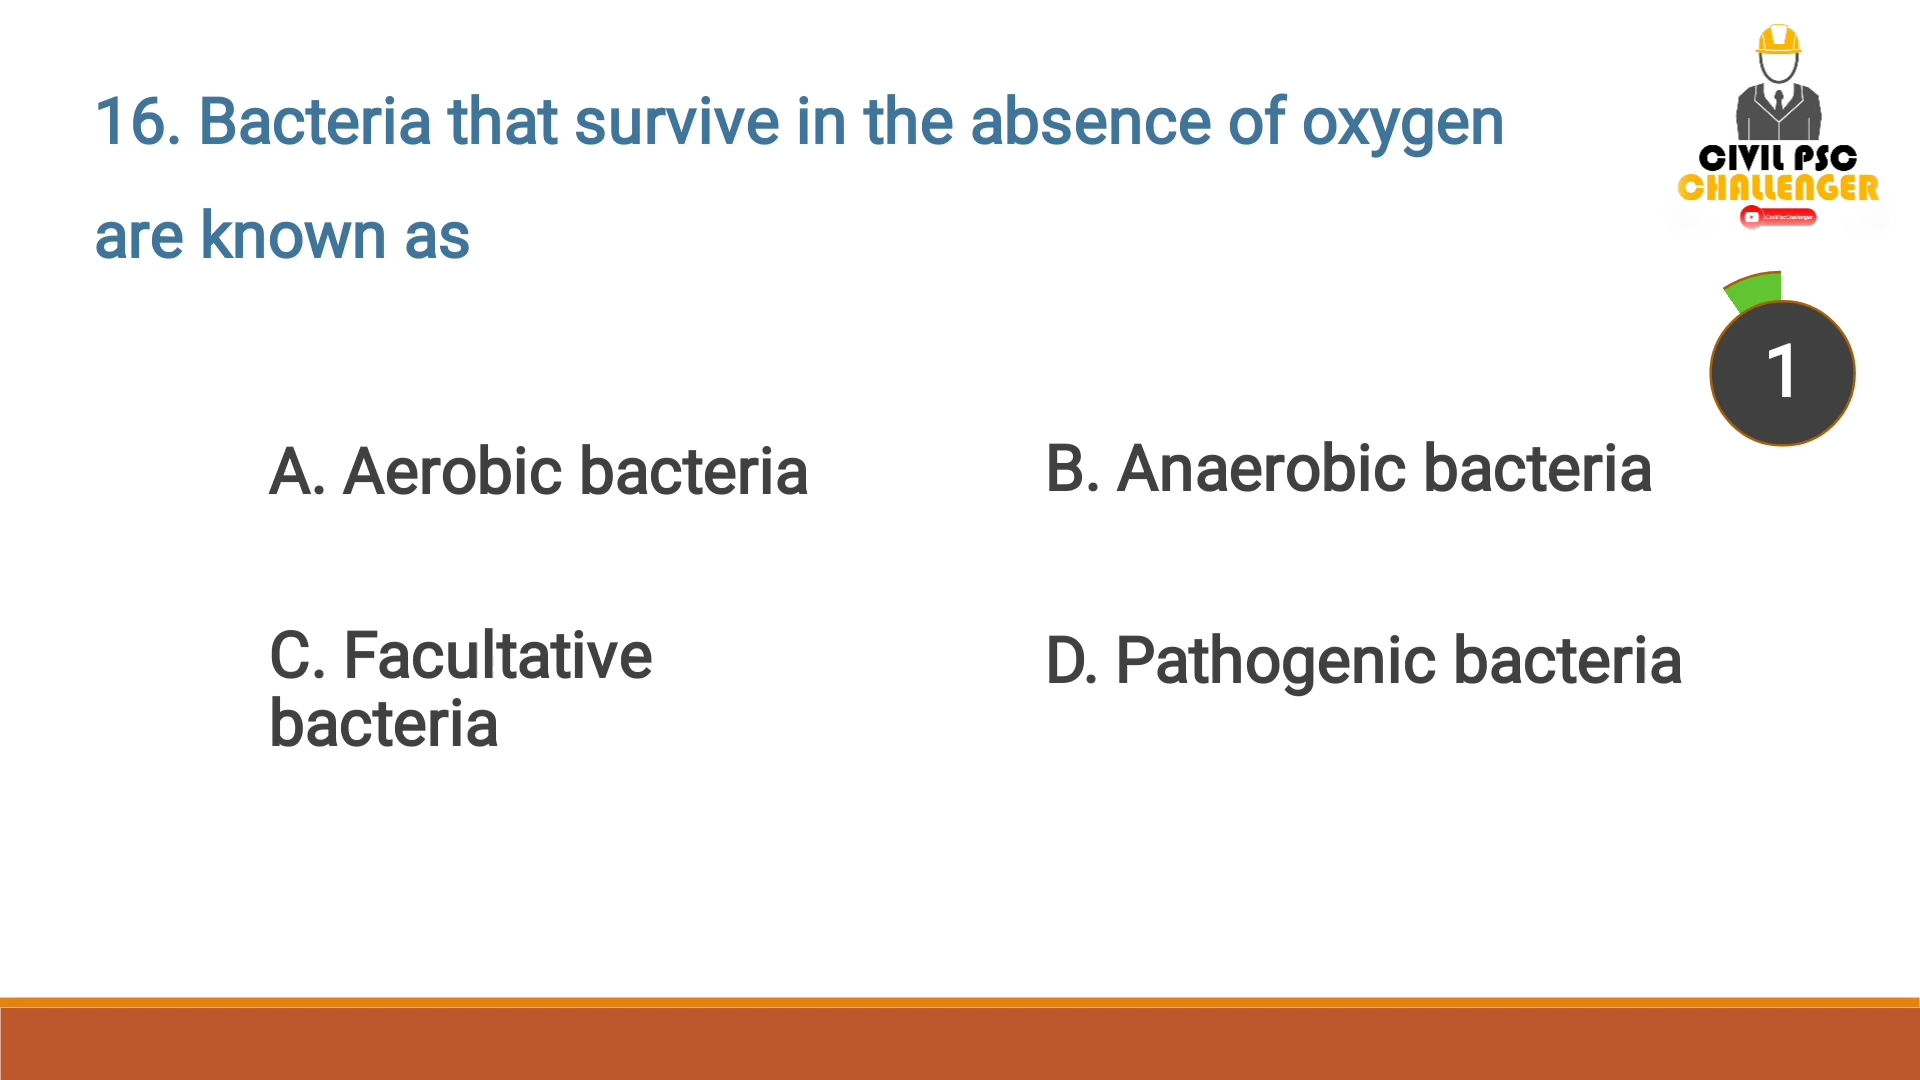 16. Bacteria that survive in the absence of oxygen
are known as
CIVIL PSC
CHALLENGER
1
A. Aerobic bacteria
B. Anaerobic bacteria
C. Facultative
bacteria
D. Pathogenic bacteria